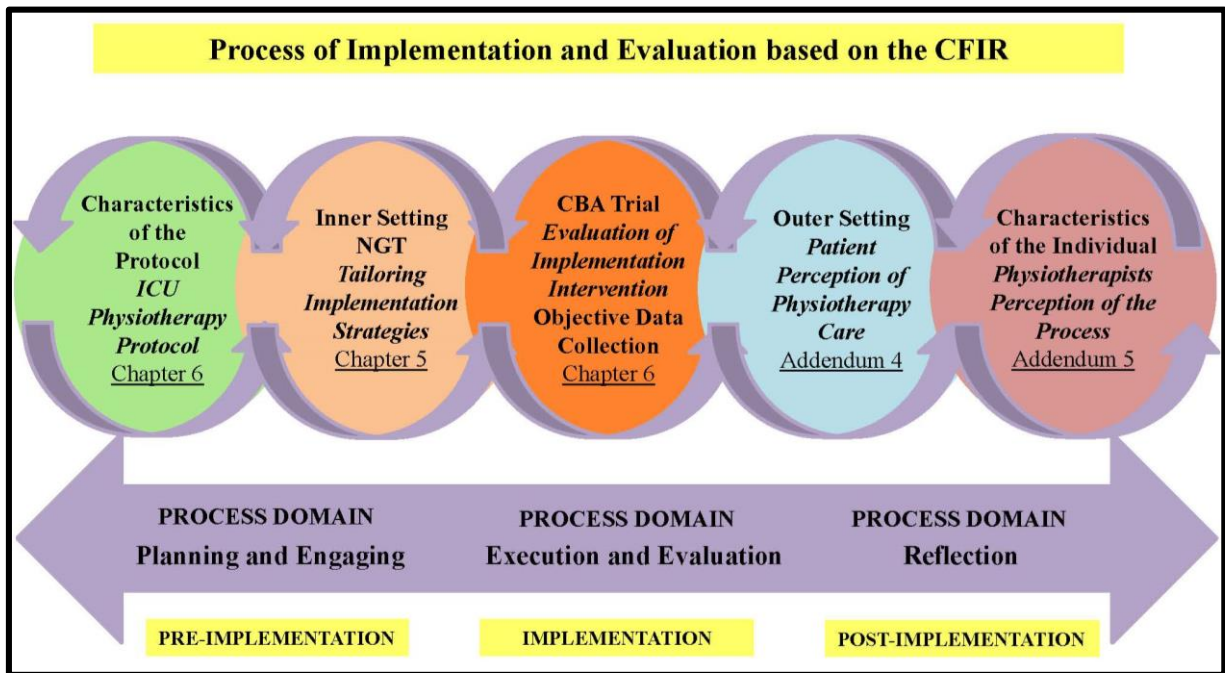 Process of Implementation and Evaluation based on the CFIR
Characteristics
of the
Protocol
ICU
Physiotherapy
Protocol
Chapter 6
Inner Setting
NGT
Tailoring
Implementation
Strategies
Chapter 5
CBA Trial
Evaluation of
Implementation
Intervention
Objective Data
Collection
Chapter 6
Outer Setting
Patient
Perception of
Physiotherapy
Care
Addendum 4
Characteristics
of the Individual
Physiotherapists
Perception of the
Process
Addendum 5
PROCESS DOMAIN
Planning and Engaging
PROCESS DOMAIN
Execution and Evaluation
PROCESS DOMAIN
Reflection
PRE-IMPLEMENTATION
IMPLEMENTATION
POST-IMPLEMENTATION